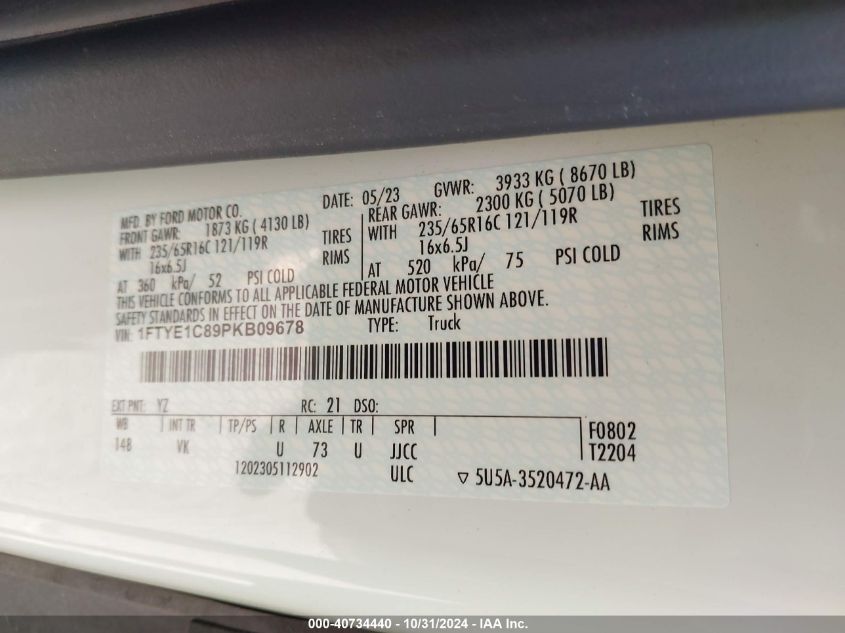 MFD. BY FORD MOTOR CO. DATE: 05/23 GVWR: 3933 KG ( 8670 LB)
FRONT GAWR: 1873 KG ( 4130 LB) REAR GAWR: 2300 KG ( 5070 LB)
WITH 235/65R16C 121/119R TIRES WITH 235/65R16C 121/119R TIRES
16x6.5J RIMS 16x6.5J RIMS
AT 360 kPa/ 52 PSI COLD AT 520 kPa/ 75 PSI COLD
THIS VEHICLE CONFORMS TO ALL APPLICABLE FEDERAL MOTOR VEHICLE
SAFETY STANDARDS IN EFFECT ON THE DATE OF MANUFACTURE SHOWN ABOVE.
VIN: 1FTYE1C89PKB09678 TYPE: Truck
EXT PNT: YZ RC: 21 DSO:
WB INT TR TP/PS R AXLE TR SPR F0802
148 VK U 73 U JJCC T2204
1202305112902 ULC ▽ 5U5A-3520472-AA
000-40734440 - 10/31/2024 - IAA Inc.